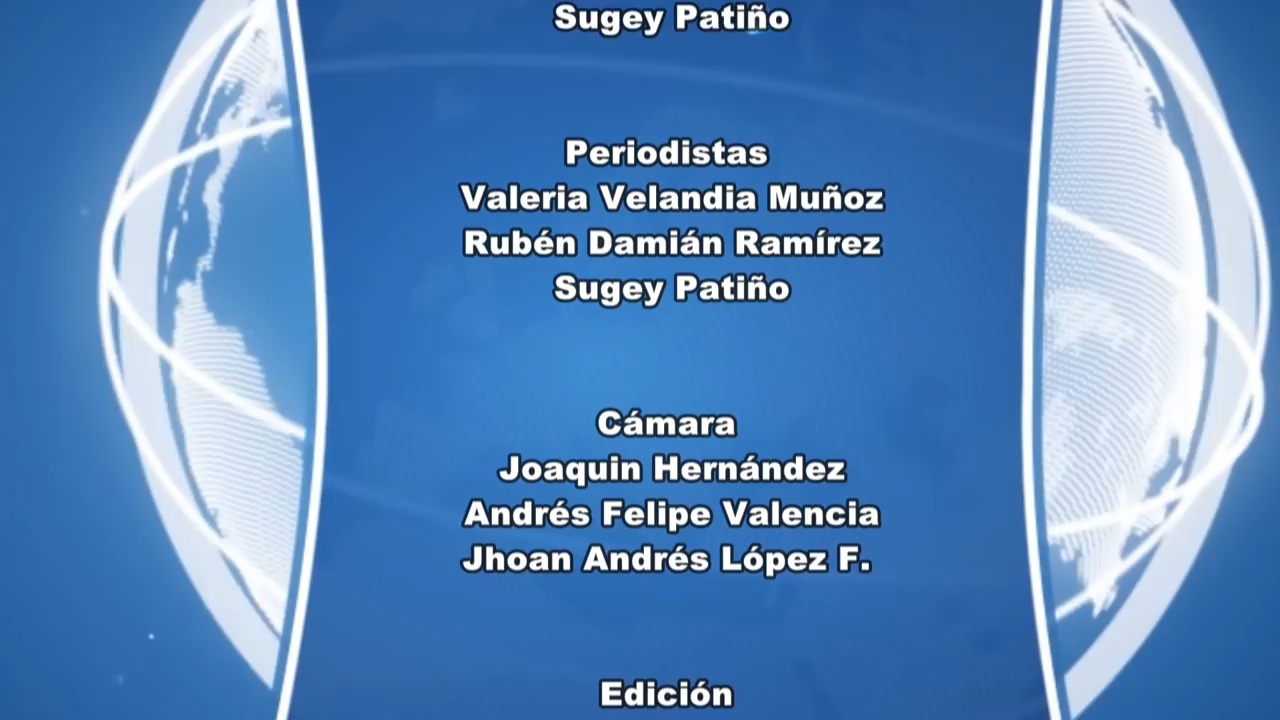 Sugey Patiño
Periodistas
Valeria Velandia Muñoz
Rubén Damián Ramírez
Sugey Patiño
Cámara
Joaquin Hernández
Andrés Felipe Valencia
Jhoan Andrés López F.
Edición